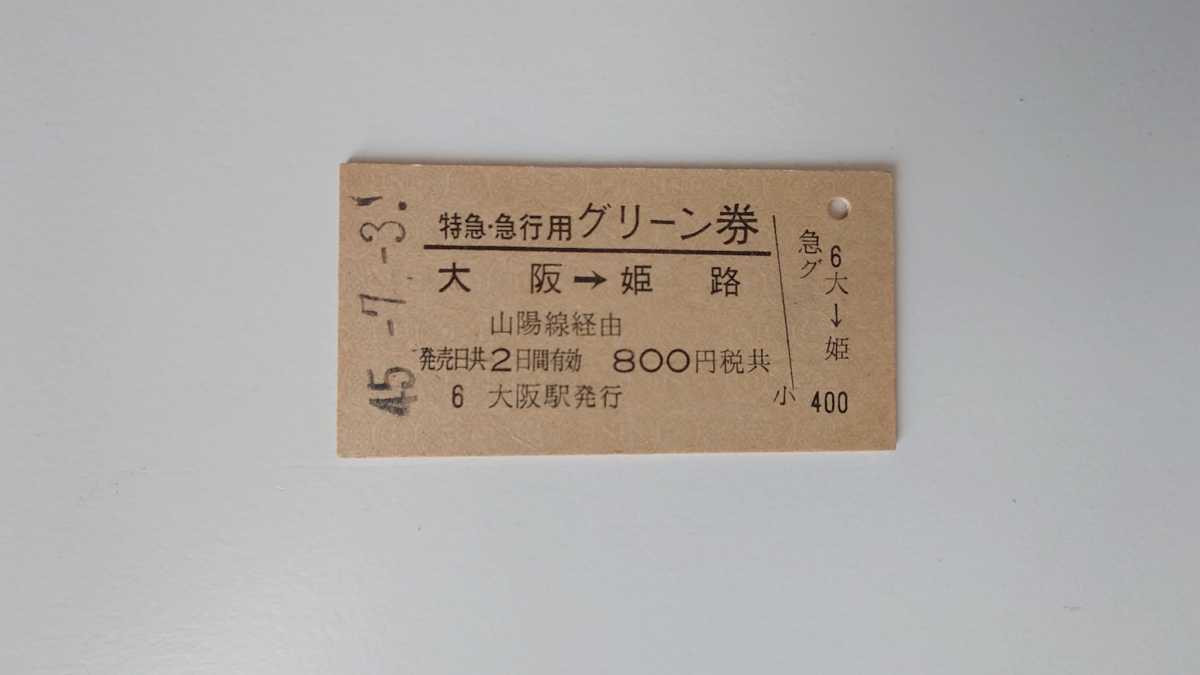 45.-7.-3.
特急・急行用グリーン券
大阪→姫路
山陽線経由
発売日共2日間有効 800円税共
6 大阪駅発行
急グ
6大→姫
小 400